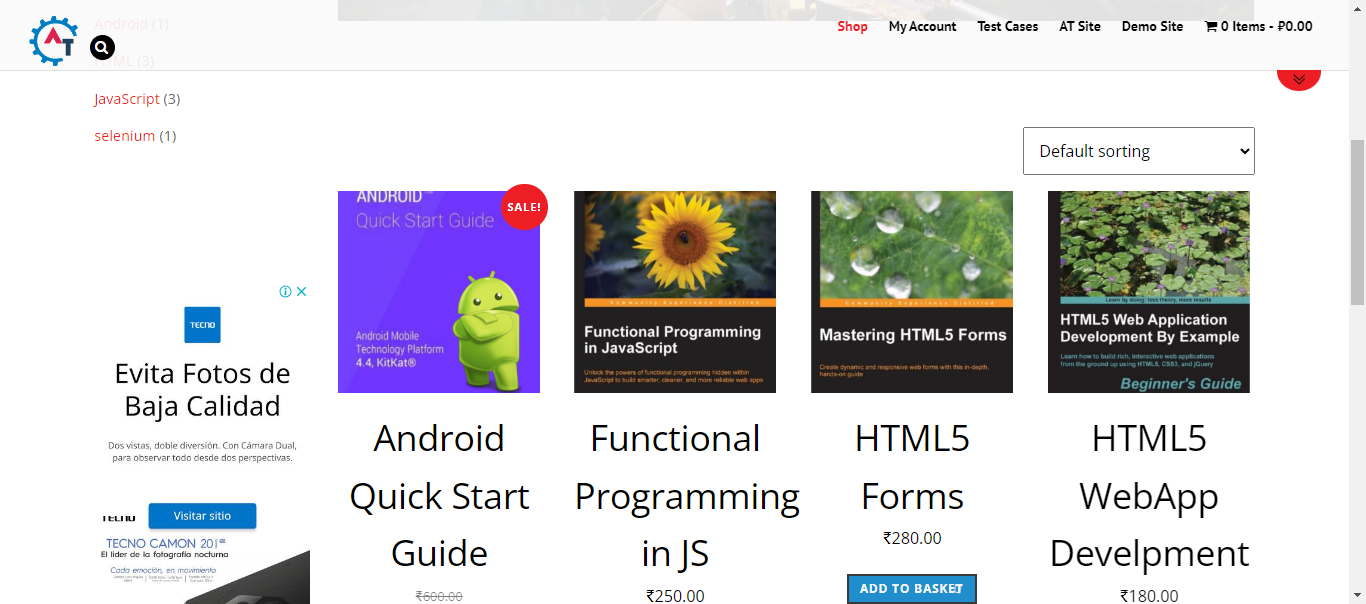 Android (1)
HTML (3)
AT
Shop
My Account
Test Cases
AT Site
Demo Site
0 Items - ₽0.00
JavaScript (3)
selenium (1)
Default sorting
TECNO
Evita Fotos de
Baja Calidad
Dos vistas, doble diversión. Con Cámara Dual,
para observar todo desde dos perspectivas.
TECNO
Visitar sitio
TECNO CAMON 20
El líder de la fotografía nocturna
Cada emoción, en movimiento
SALE!
ANDROID
Quick Start Guide
Android Mobile
Technology Platform
4.4, KitKat®
Android
Quick Start
Guide
₹600.00
Community Experience Distilled
Functional Programming
in JavaScript
Unlock the powers of functional programming hidden within
JavaScript to build smarter, cleaner, and more reliable web apps
Functional
Programming
in JS
₹250.00
Community Experience Distilled
Mastering HTML5 Forms
Create dynamic and responsive web forms with this in-depth,
hands-on guide
HTML5
Forms
₹280.00
ADD TO BASKET
Learn by doing: less theory, more results
HTML5 Web Application
Development By Example
Learn how to build rich, interactive web applications
from the ground up using HTML5, CSS3, and jQuery
Beginner's Guide
HTML5
WebApp
Develpment
₹180.00